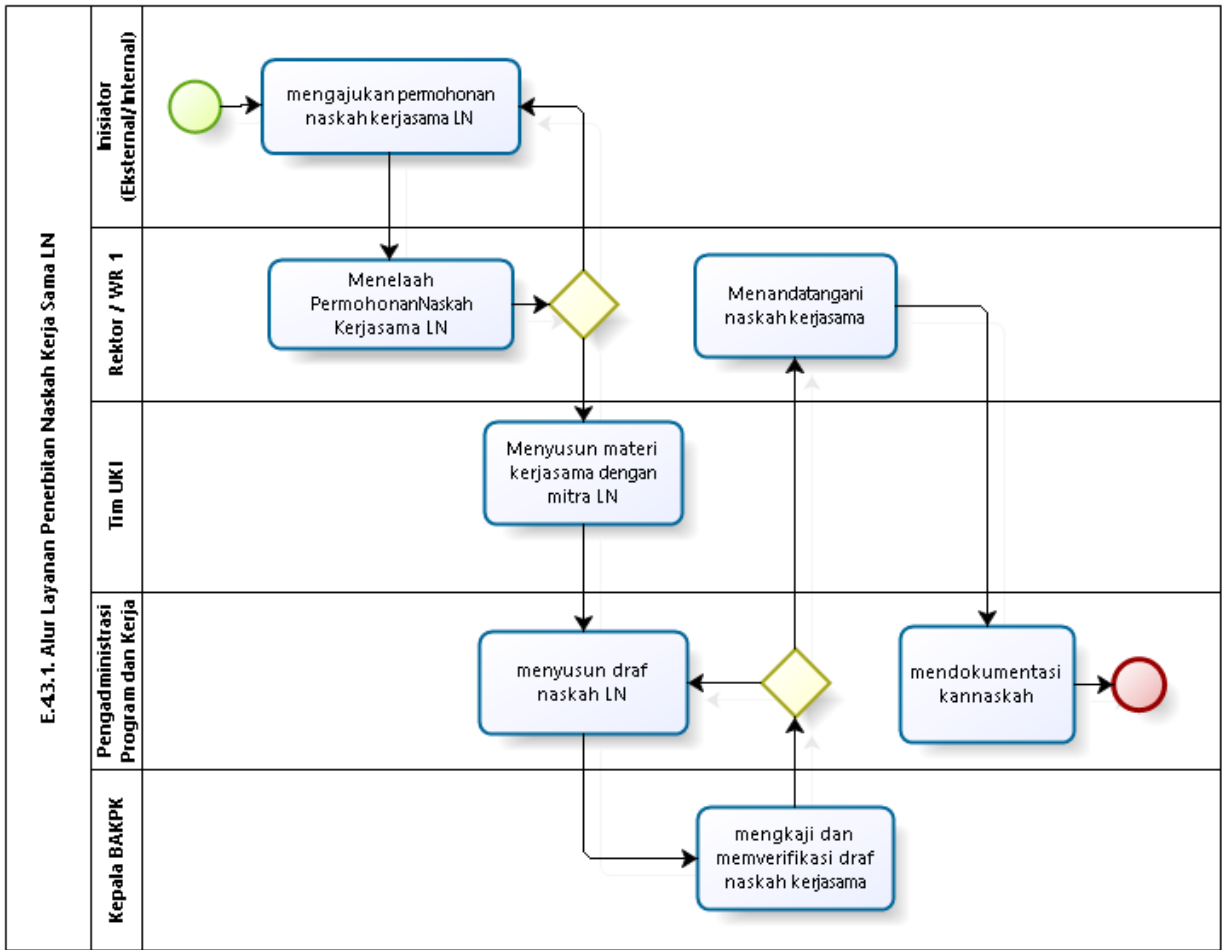 E.4.3.1. Alur Layanan Penerbitan Naskah Kerja Sama LN
Inisiator
(Eksternal/Internal)
mengajukan permohonan
naskah kerjasama LN
Rektor / WR 1
Menelaah
PermohonanNaskah
Kerjasama LN
Menandatangani
naskah kerjasama
Tim UKI
Menyusun materi
kerjasama dengan
mitra LN
Pengadministrasi
Program dan Kerja
menyusun draf
naskah LN
mendokumentasi
kannaskah
Kepala BAKPK
mengkaji dan
memverifikasi draf
naskah kerjasama